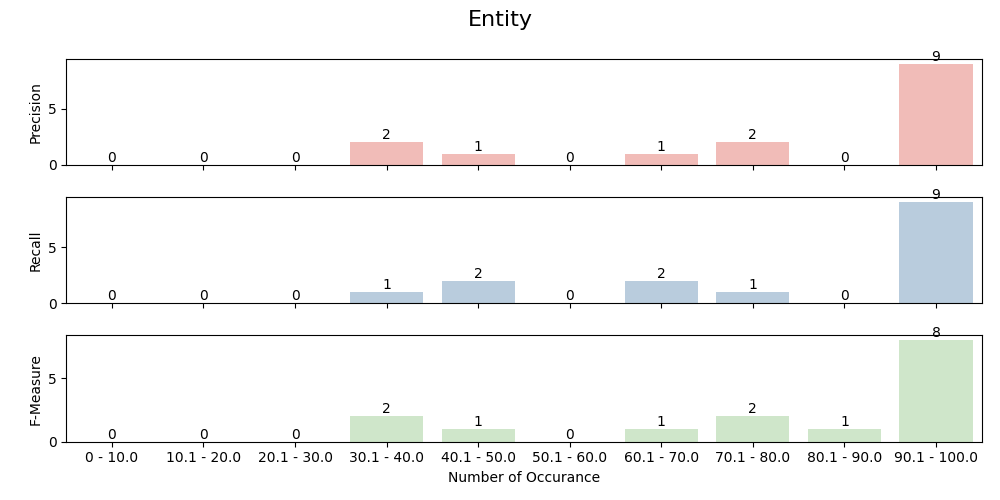 Entity
Precision
5
0
0 0 0 2 1 0 1 2 0 9
Recall
5
0
0 0 0 1 2 0 2 1 0 9
F-Measure
5
0
0 0 0 2 1 0 1 2 1 8
0 - 10.0 10.1 - 20.0 20.1 - 30.0 30.1 - 40.0 40.1 - 50.0 50.1 - 60.0 60.1 - 70.0 70.1 - 80.0 80.1 - 90.0 90.1 - 100.0
Number of Occurance